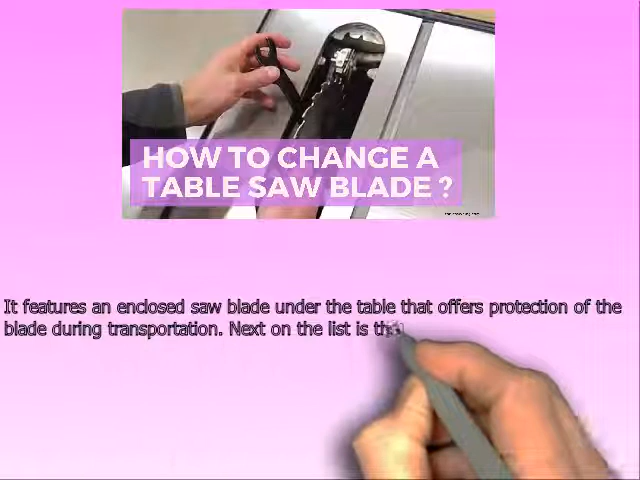 HOW TO CHANGE A
TABLE SAW BLADE ?
It features an enclosed saw blade under the table that offers protection of the
blade during transportation. Next on the list is th